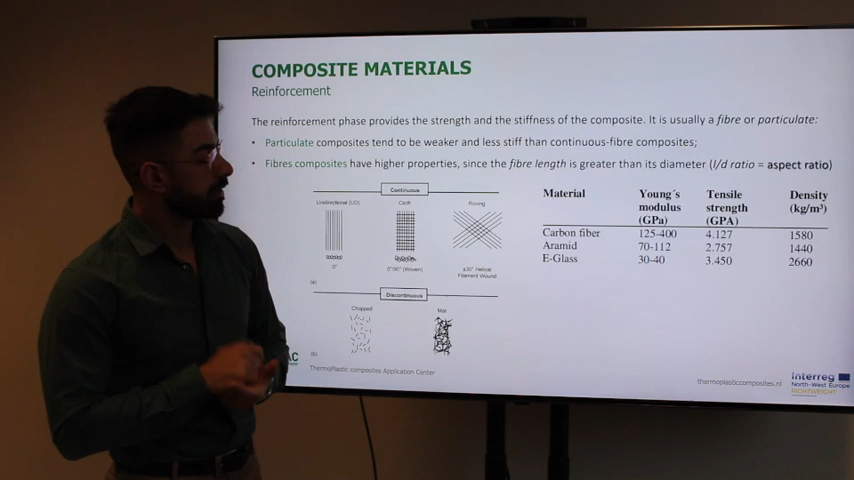 COMPOSITE MATERIALS
Reinforcement
The reinforcement phase provides the strength and the stiffness of the composite. It is usually a fibre or particulate:
• Particulate composites tend to be weaker and less stiff than continuous-fibre composites;
• Fibres composites have higher properties, since the fibre length is greater than its diameter (l/d ratio = aspect ratio)
Continuous
Unidirectional (UD) Cloth Roving
0° 0°/90° (Woven) ±30° Helical
Filament Wound
(a)
Discontinuous
Chopped Mat
(b)
Material Young´s modulus (GPa) Tensile strength (GPA) Density (kg/m³)
Carbon fiber 125-400 4.127 1580
Aramid 70-112 2.757 1440
E-Glass 30-40 3.450 2660
AC
ThermoPlastic composites Application Center
thermoplasticcomposites.nl
Interreg
North-West Europe
RIGHTWEIGHT